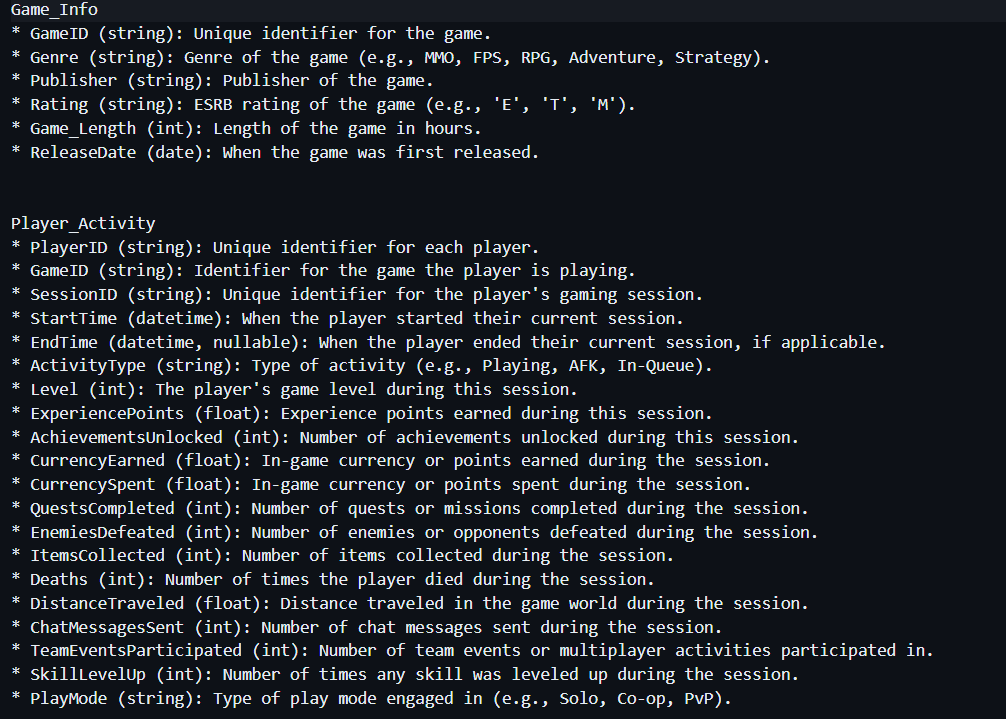 Game_Info
* GameID (string): Unique identifier for the game.
* Genre (string): Genre of the game (e.g., MMO, FPS, RPG, Adventure, Strategy).
* Publisher (string): Publisher of the game.
* Rating (string): ESRB rating of the game (e.g., 'E', 'T', 'M').
* Game_Length (int): Length of the game in hours.
* ReleaseDate (date): When the game was first released.
Player_Activity
* PlayerID (string): Unique identifier for each player.
* GameID (string): Identifier for the game the player is playing.
* SessionID (string): Unique identifier for the player's gaming session.
* StartTime (datetime): When the player started their current session.
* EndTime (datetime, nullable): When the player ended their current session, if applicable.
* ActivityType (string): Type of activity (e.g., Playing, AFK, In-Queue).
* Level (int): The player's game level during this session.
* ExperiencePoints (float): Experience points earned during this session.
* AchievementsUnlocked (int): Number of achievements unlocked during this session.
* CurrencyEarned (float): In-game currency or points earned during the session.
* CurrencySpent (float): In-game currency or points spent during the session.
* QuestsCompleted (int): Number of quests or missions completed during the session.
* EnemiesDefeated (int): Number of enemies or opponents defeated during the session.
* ItemsCollected (int): Number of items collected during the session.
* Deaths (int): Number of times the player died during the session.
* DistanceTraveled (float): Distance traveled in the game world during the session.
* ChatMessagesSent (int): Number of chat messages sent during the session.
* TeamEventsParticipated (int): Number of team events or multiplayer activities participated in.
* SkillLevelUp (int): Number of times any skill was leveled up during the session.
* PlayMode (string): Type of play mode engaged in (e.g., Solo, Co-op, PvP).